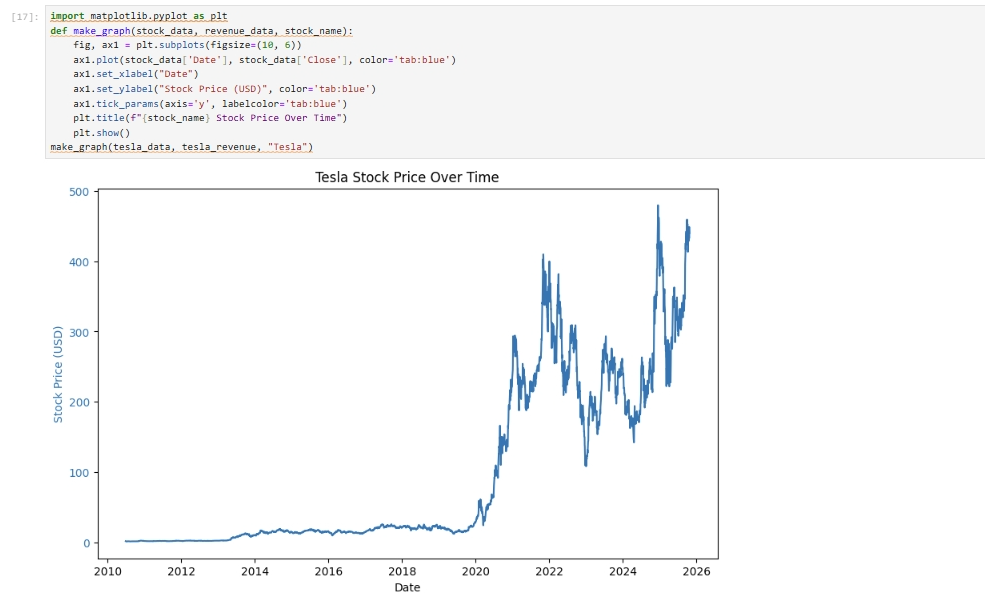 [17]: import matplotlib.pyplot as plt
def make_graph(stock_data, revenue_data, stock_name):
    fig, ax1 = plt.subplots(figsize=(10, 6))
    ax1.plot(stock_data['Date'], stock_data['Close'], color='tab:blue')
    ax1.set_xlabel("Date")
    ax1.set_ylabel("Stock Price (USD)", color='tab:blue')
    ax1.tick_params(axis='y', labelcolor='tab:blue')
    plt.title(f"{stock_name} Stock Price Over Time")
    plt.show()
make_graph(tesla_data, tesla_revenue, "Tesla")
Tesla Stock Price Over Time
500
400
300
200
100
0
Stock Price (USD)
2010 2012 2014 2016 2018 2020 2022 2024 2026
Date